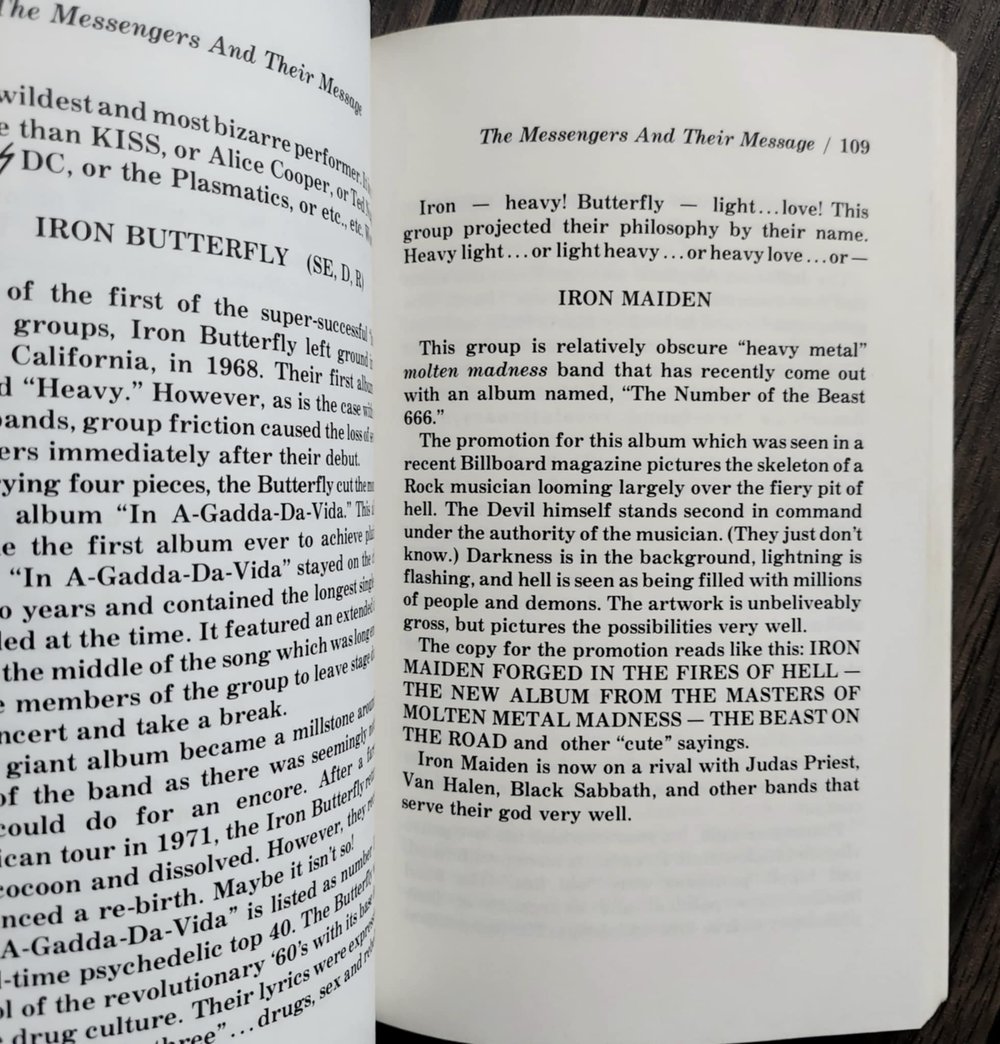 The Messengers And Their Message
wildest and most bizarre performer.
than KISS, or Alice Cooper, or Ted
DC, or the Plasmatics, or etc., etc.
IRON BUTTERFLY (SE, D, R)
of the first of the super-successful
groups, Iron Butterfly left ground
California, in 1968. Their first album
"Heavy." However, as is the case with
group friction caused the loss of
immediately after their debut.
four pieces, the Butterfly cut the
album "In A-Gadda-Da-Vida." This
the first album ever to achieve
"In A-Gadda-Da-Vida" stayed on the
years and contained the longest single
at the time. It featured an extended
the middle of the song which was longer
members of the group to leave stage
and take a break.
giant album became a millstone around
of the band as there was seemingly
could do for an encore. After a
tour in 1971, the Iron Butterfly
cocoon and dissolved. However, they
a re-birth. Maybe it isn't so!
A-Gadda-Da-Vida" is listed as number
psychedelic top 40. The Butterfly
of the revolutionary '60's with its
drug culture. Their lyrics were
three"... drugs, sex and
The Messengers And Their Message / 109
Iron — heavy! Butterfly — light...love! This
group projected their philosophy by their name.
Heavy light...or light heavy...or heavy love...or—
IRON MAIDEN
This group is relatively obscure "heavy metal"
molten madness band that has recently come out
with an album named, "The Number of the Beast
666."
The promotion for this album which was seen in a
recent Billboard magazine pictures the skeleton of a
Rock musician looming largely over the fiery pit of
hell. The Devil himself stands second in command
under the authority of the musician. (They just don't
know.) Darkness is in the background, lightning is
flashing, and hell is seen as being filled with millions
of people and demons. The artwork is unbeliveably
gross, but pictures the possibilities very well.
The copy for the promotion reads like this: IRON
MAIDEN FORGED IN THE FIRES OF HELL —
THE NEW ALBUM FROM THE MASTERS OF
MOLTEN METAL MADNESS — THE BEAST ON
THE ROAD and other "cute" sayings.
Iron Maiden is now on a rival with Judas Priest,
Van Halen, Black Sabbath, and other bands that
serve their god very well.